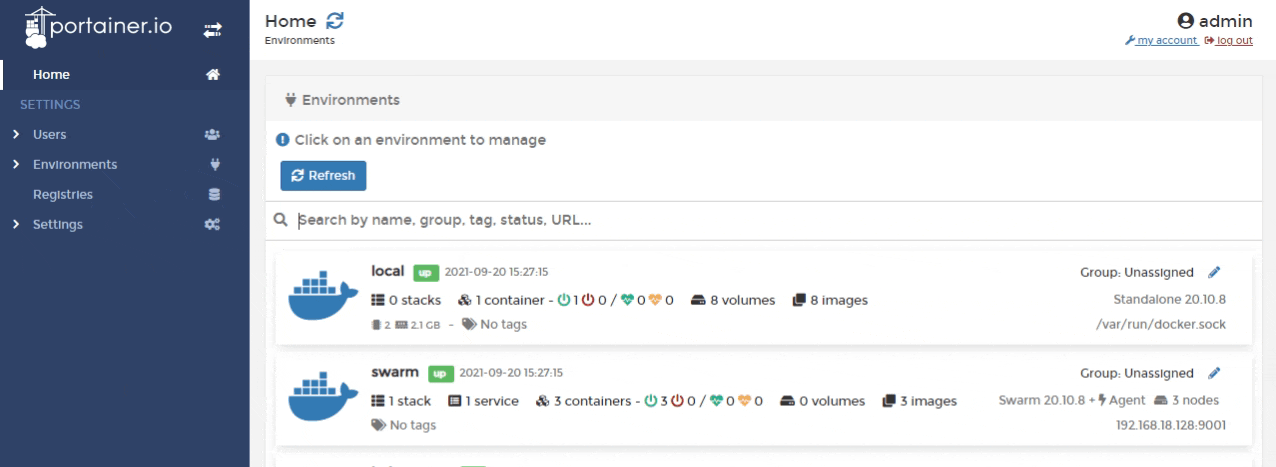 portainer.io
Home
SETTINGS
Users
Environments
Registries
Settings
Home
Environments
admin
my account log out
Environments
Click on an environment to manage
Refresh
Search by name, group, tag, status, URL...
local up 2021-09-20 15:27:15 Group: Unassigned
0 stacks 1 container - 1 0 / 0 0 8 volumes 8 images Standalone 20.10.8
2 2.1 GB - No tags /var/run/docker.sock
swarm up 2021-09-20 15:27:15 Group: Unassigned
1 stack 1 service 3 containers - 3 0 / 0 0 0 volumes 3 images Swarm 20.10.8 + Agent 3 nodes
No tags 192.168.18.128:9001